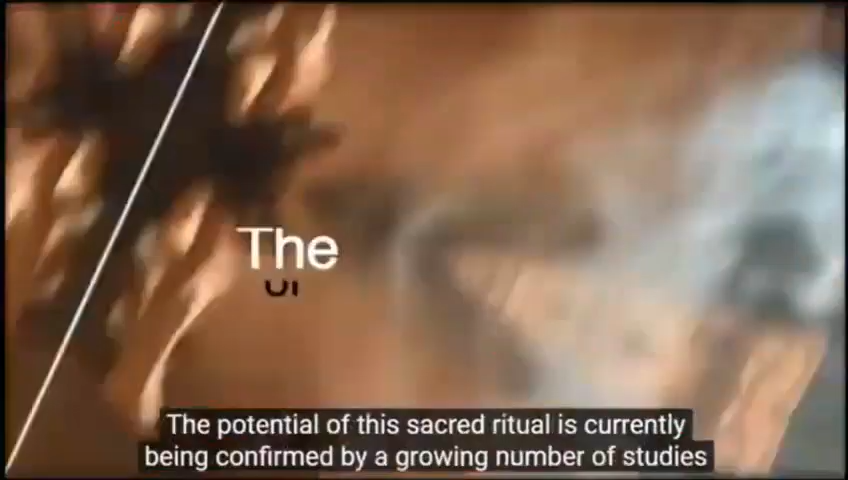 The
The potential of this sacred ritual is currently
being confirmed by a growing number of studies